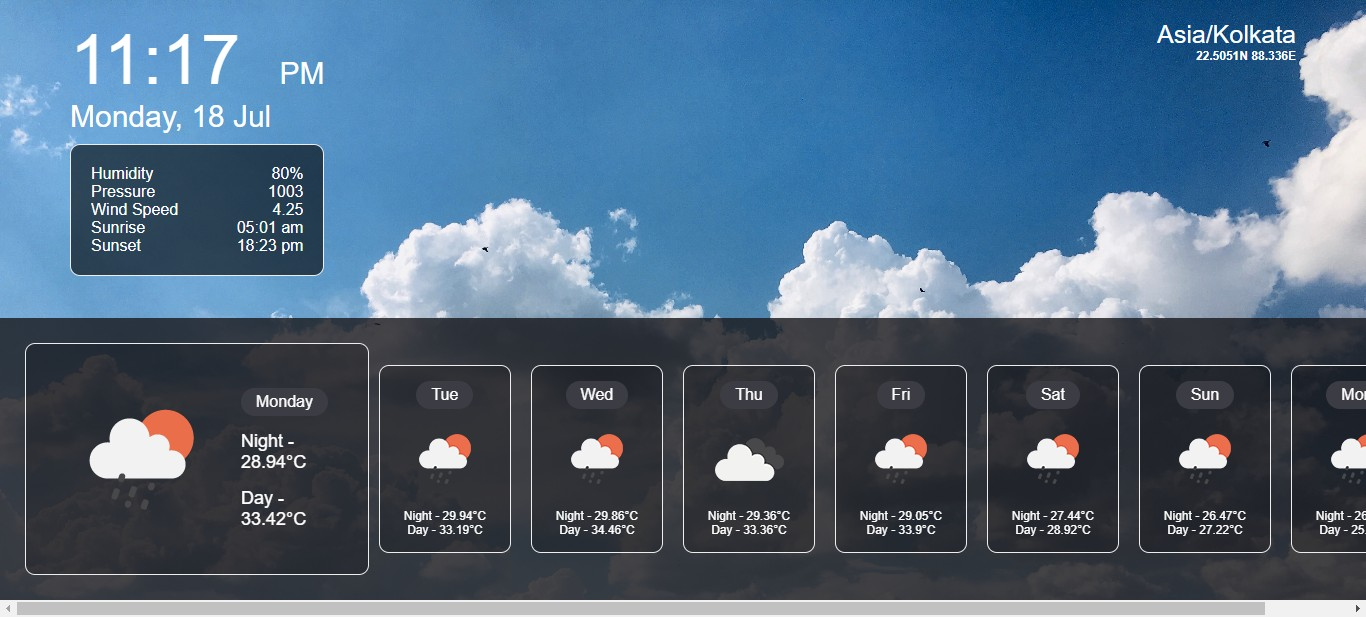 11:17 PM
Monday, 18 Jul
Asia/Kolkata
22.5051N 88.336E
Humidity 80%
Pressure 1003
Wind Speed 4.25
Sunrise 05:01 am
Sunset 18:23 pm
Monday
Night -
28.94°C
Day -
33.42°C
Tue
Night - 29.94°C
Day - 33.19°C
Wed
Night - 29.86°C
Day - 34.46°C
Thu
Night - 29.36°C
Day - 33.36°C
Fri
Night - 29.05°C
Day - 33.9°C
Sat
Night - 27.44°C
Day - 28.92°C
Sun
Night - 26.47°C
Day - 27.22°C
Mo
Night - 26
Day - 25.